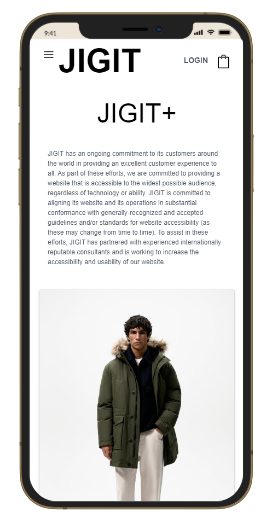 9:41
JIGIT
LOGIN
JIGIT+
JIGIT has an ongoing commitment to its customers around
the world in providing an excellent customer experience to
all. As part of these efforts, we are committed to providing a
website that is accessible to the widest possible audience,
regardless of technology or ability. JIGIT is committed to
aligning its website and its operations in substantial
conformance with generally recognized and accepted
guidelines and/or standards for website accessibility (as
these may change from time to time). To assist in these
efforts, JIGIT has partnered with experienced internationally
reputable consultants and is working to increase the
accessibility and usability of our website.